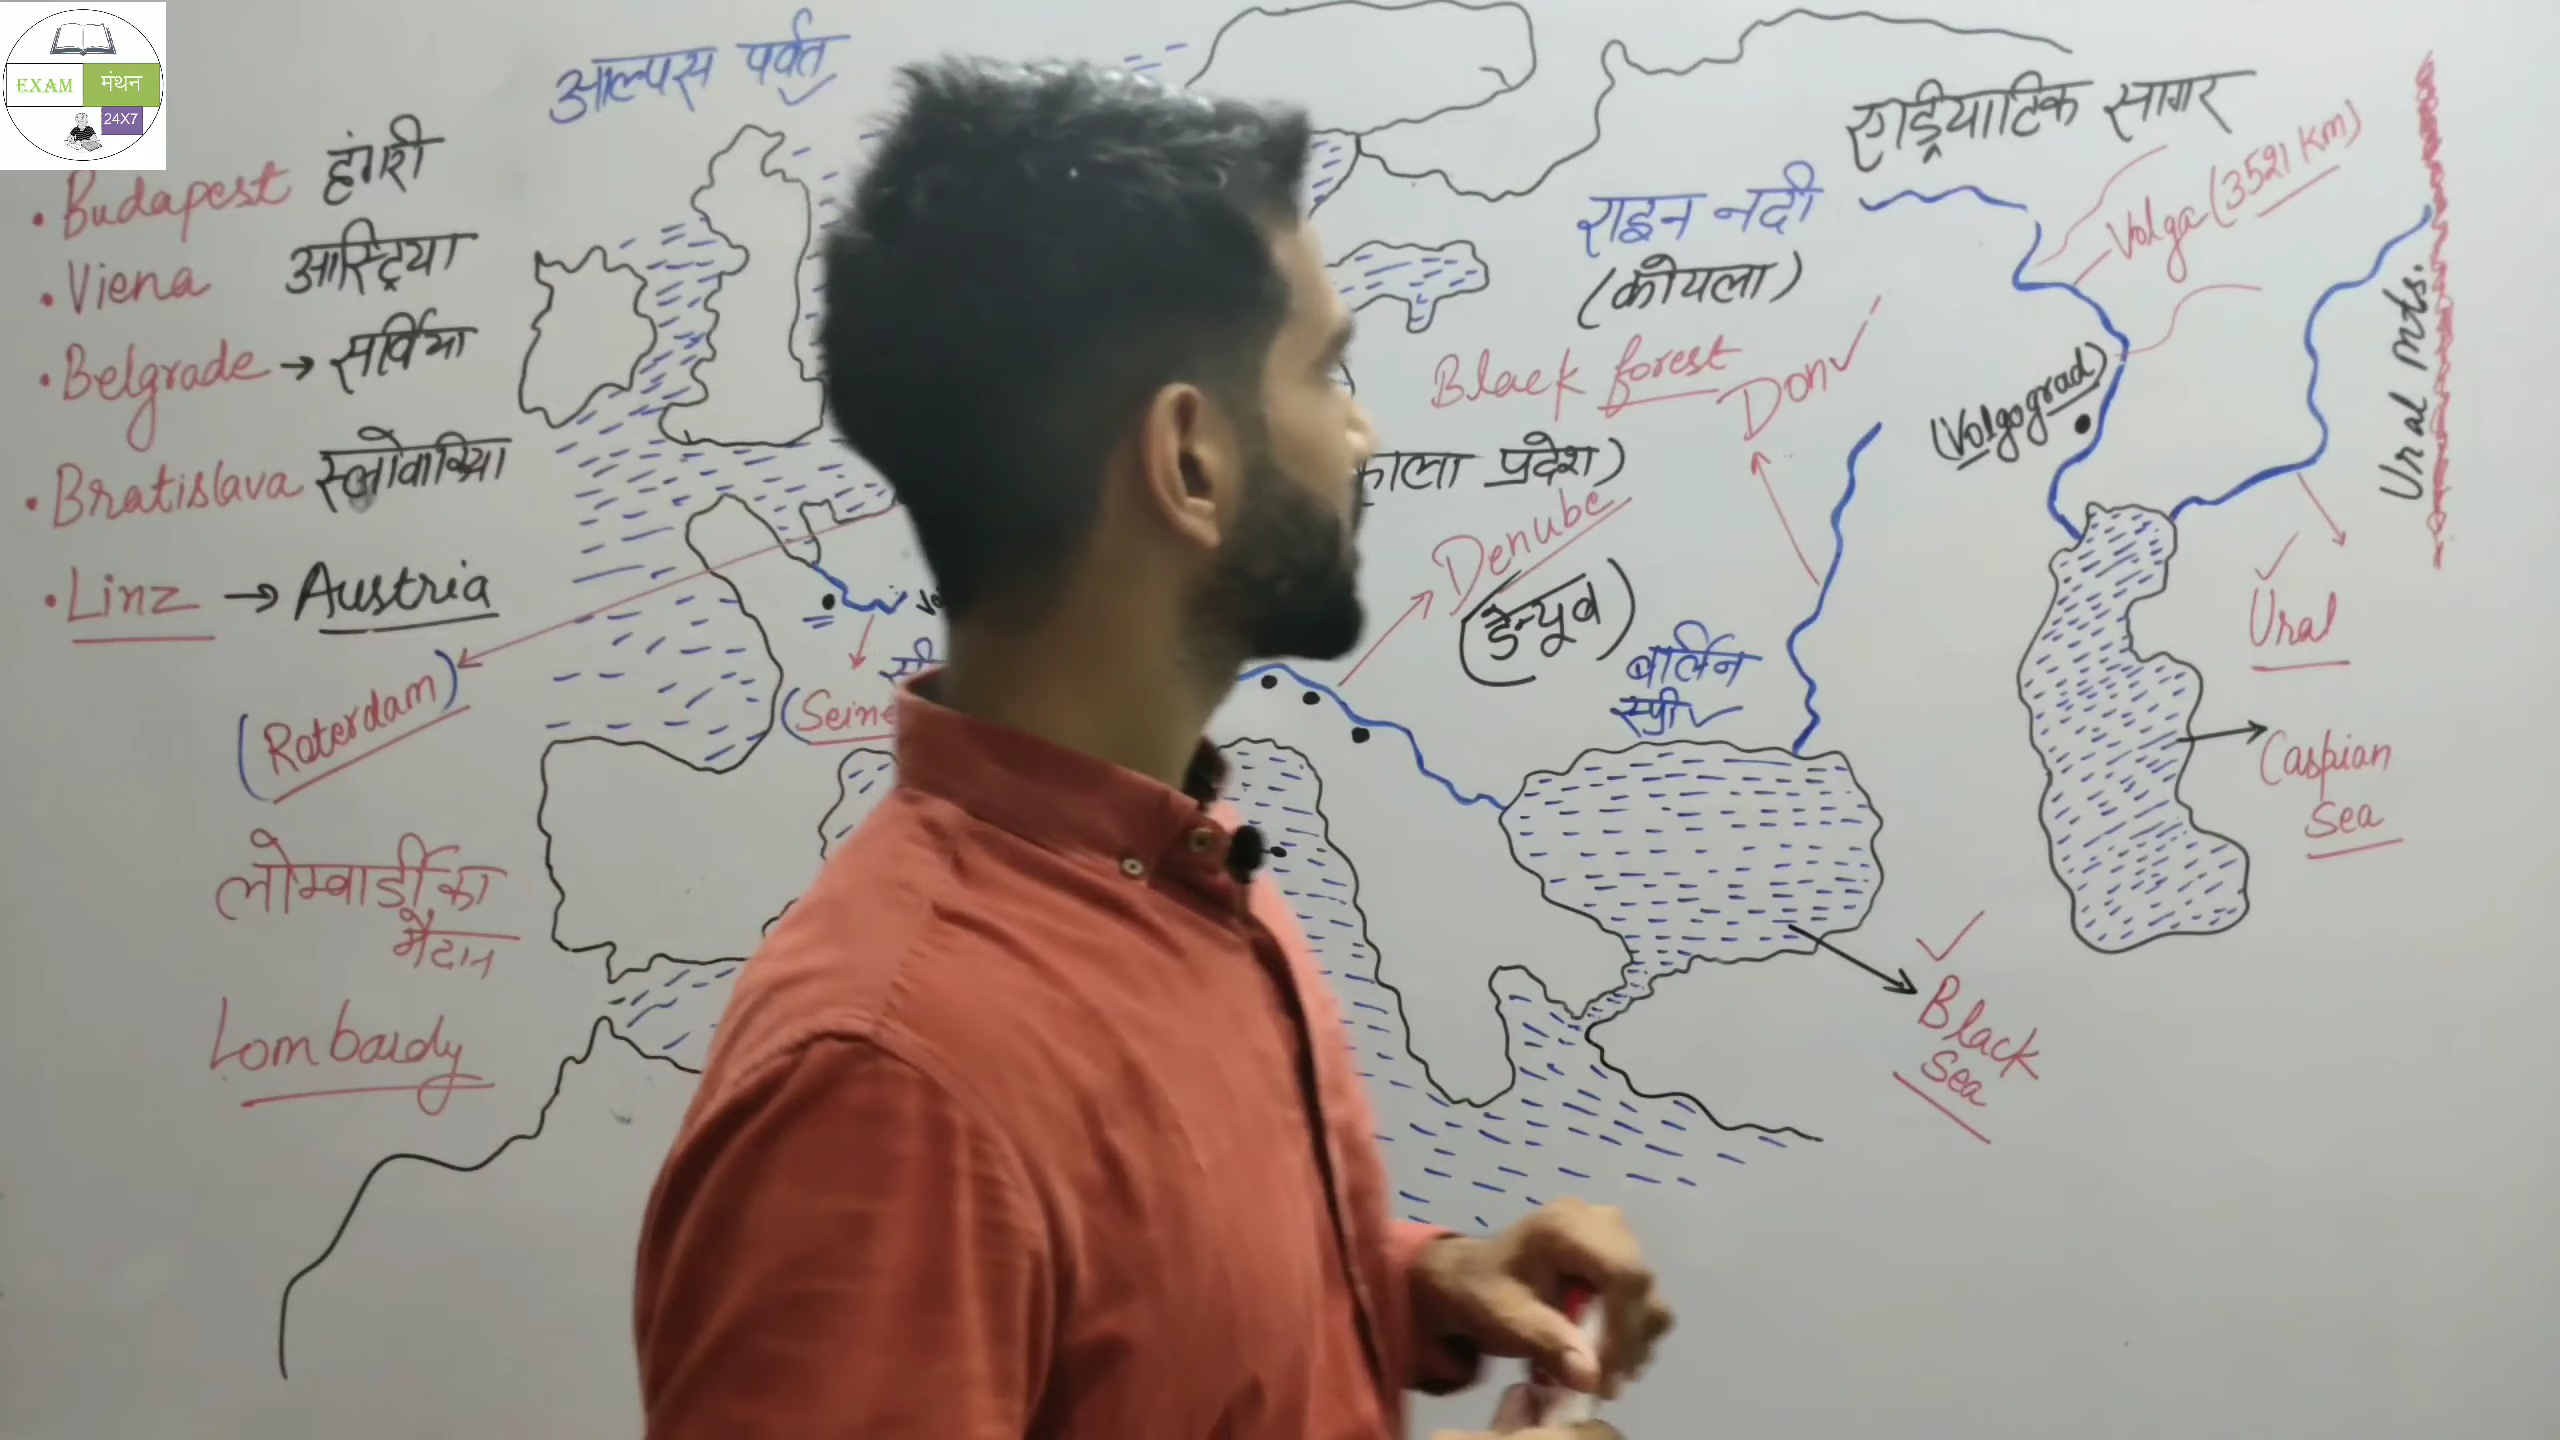 EXAM मंथन
24X7
आल्पस पर्वत
• Budapest हंगरी
• Viena आस्ट्रिया
• Belgrade → सर्विया
• Bratislava स्लोवाकिया
• Linz → Austria
(Roterdam)
लोम्बार्डी का
मैदान
Lombardy
(Seine
एड्रियाटिक सागर
राइन नदी
(कोयला)
Black forest
काला प्रदेश)
Denube
(डेन्यूव)
बर्लिन
स्प्री ✓
Don ✓
Volga (3521 Km)
(Volgograd)
Ural mts.
Ural
Caspian
Sea
Black
Sea